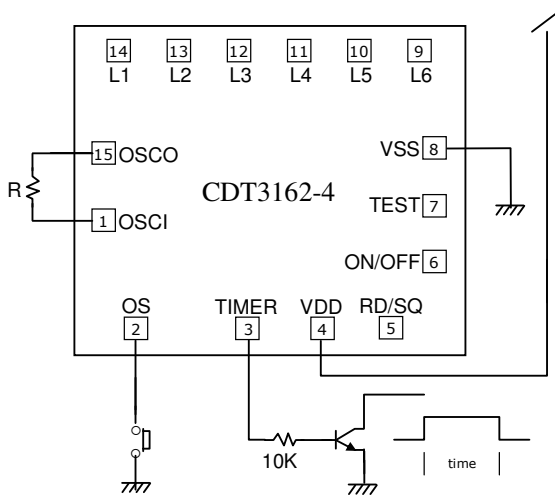 14 13 12 11 10 9
L1 L2 L3 L4 L5 L6
15 OSCO
VSS 8
R
CDT3162-4
1 OSCI
TEST 7
ON/OFF 6
OS TIMER VDD RD/SQ
2 3 4 5
10K
time